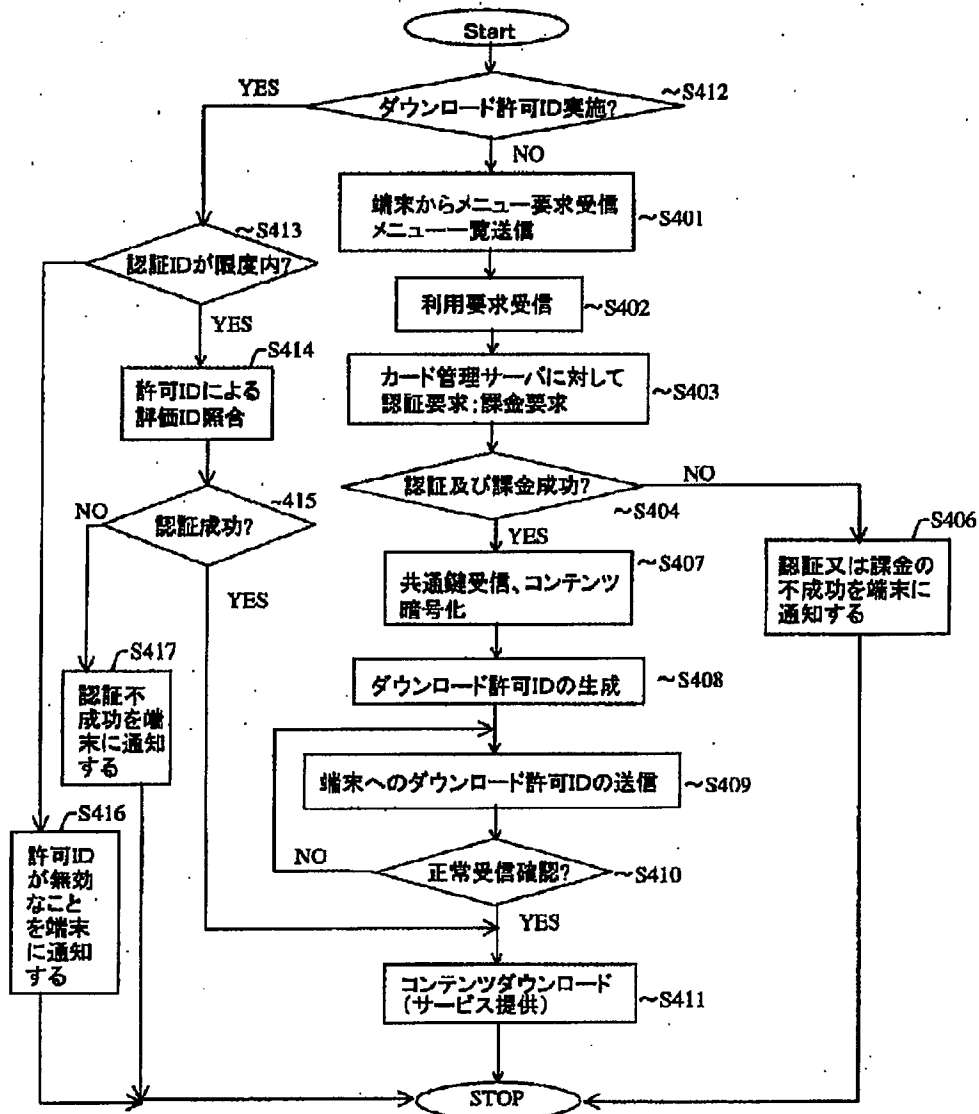 Start
YES
ダウンロード許可ID実施?
~S412
NO
端末からメニュー要求受信
メニュー一覧送信
~S401
~S413
認証IDが限度内?
利用要求受信
~S402
YES
S414
許可IDによる
評価ID照合
カード管理サーバに対して
認証要求;課金要求
~S403
認証及び課金成功?
NO
~S404
NO
~415
認証成功?
YES
S406
認証又は課金の
不成功を端末に
通知する
~S407
共通鍵受信、コンテンツ
暗号化
YES
S417
認証不
成功を端
末に通知
する
ダウンロード許可IDの生成
~S408
端末へのダウンロード許可IDの送信
~S409
S416
許可ID
が無効
なこと
を端末
に通知
する
NO
正常受信確認?
~S410
YES
コンテンツダウンロード
(サービス提供)
~S411
STOP